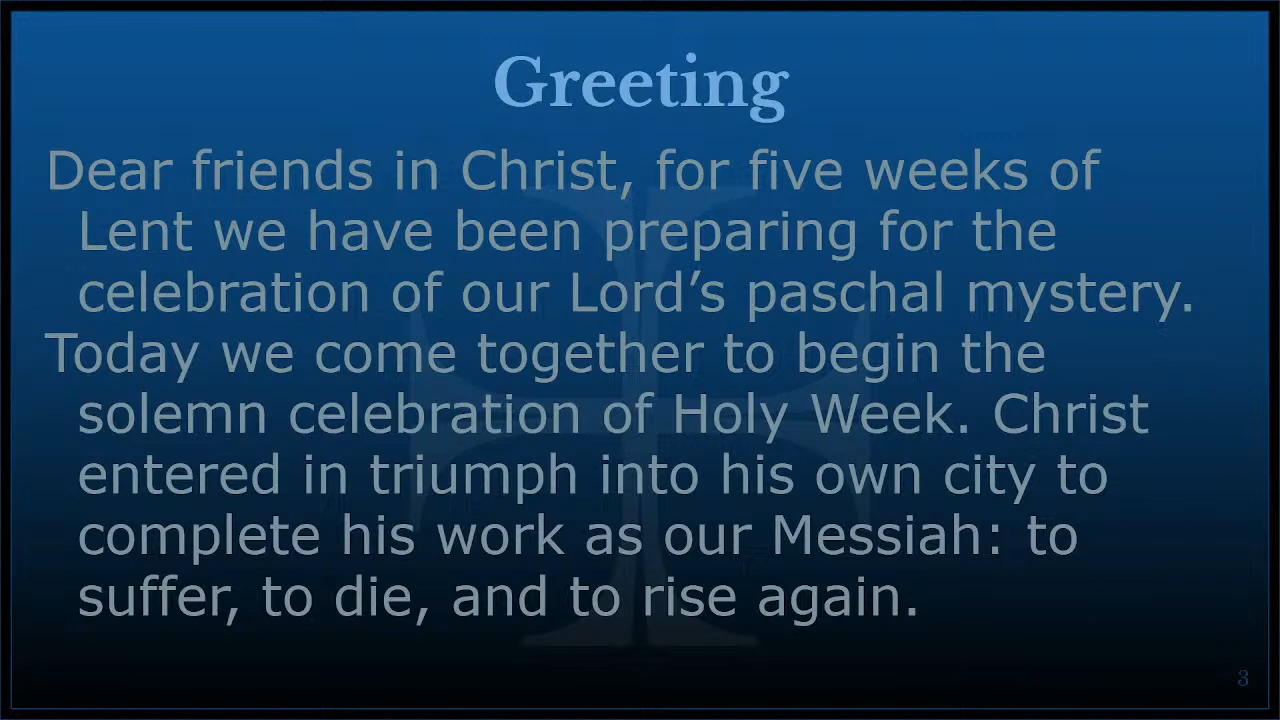 Greeting
Dear friends in Christ, for five weeks of
Lent we have been preparing for the
celebration of our Lord’s paschal mystery.
Today we come together to begin the
solemn celebration of Holy Week. Christ
entered in triumph into his own city to
complete his work as our Messiah: to
suffer, to die, and to rise again.
3